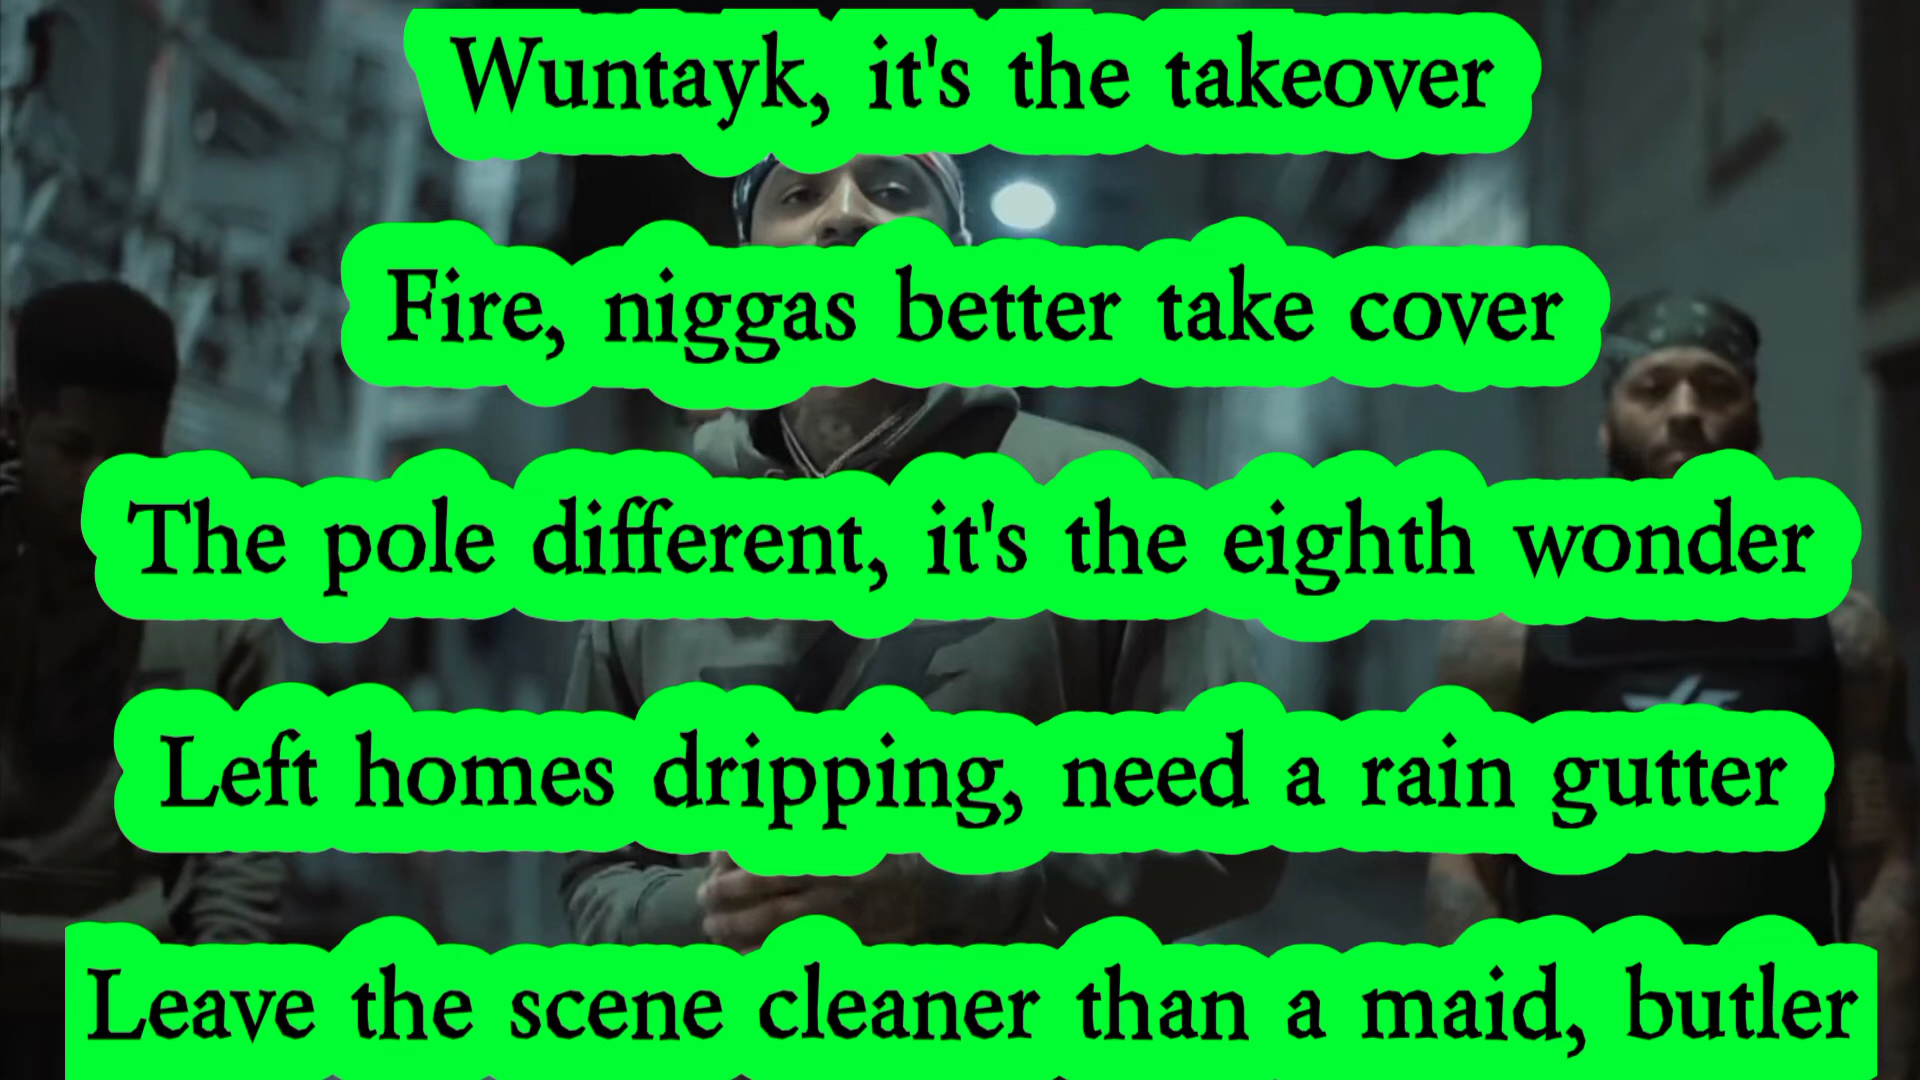 Wuntayk, it's the takeover
Fire, niggas better take cover
The pole different, it's the eighth wonder
Left homes dripping, need a rain gutter
Leave the scene cleaner than a maid, butler